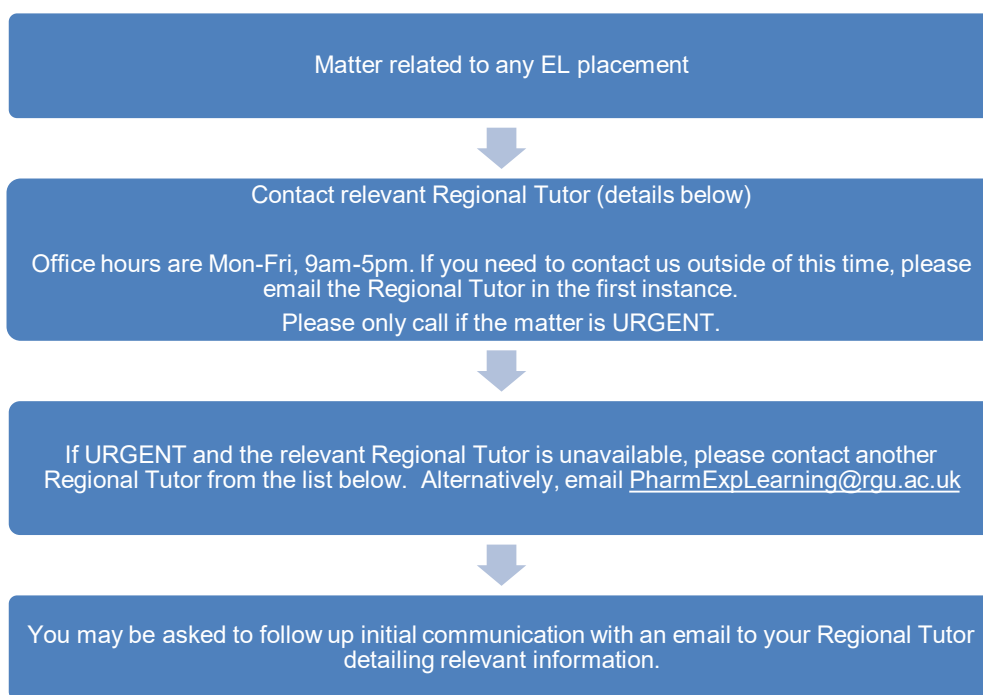 Matter related to any EL placement
Contact relevant Regional Tutor (details below)
Office hours are Mon-Fri, 9am-5pm. If you need to contact us outside of this time, please
email the Regional Tutor in the first instance.
Please only call if the matter is URGENT.
If URGENT and the relevant Regional Tutor is unavailable, please contact another
Regional Tutor from the list below.  Alternatively, email PharmExpLearning@rgu.ac.uk
You may be asked to follow up initial communication with an email to your Regional Tutor
detailing relevant information.